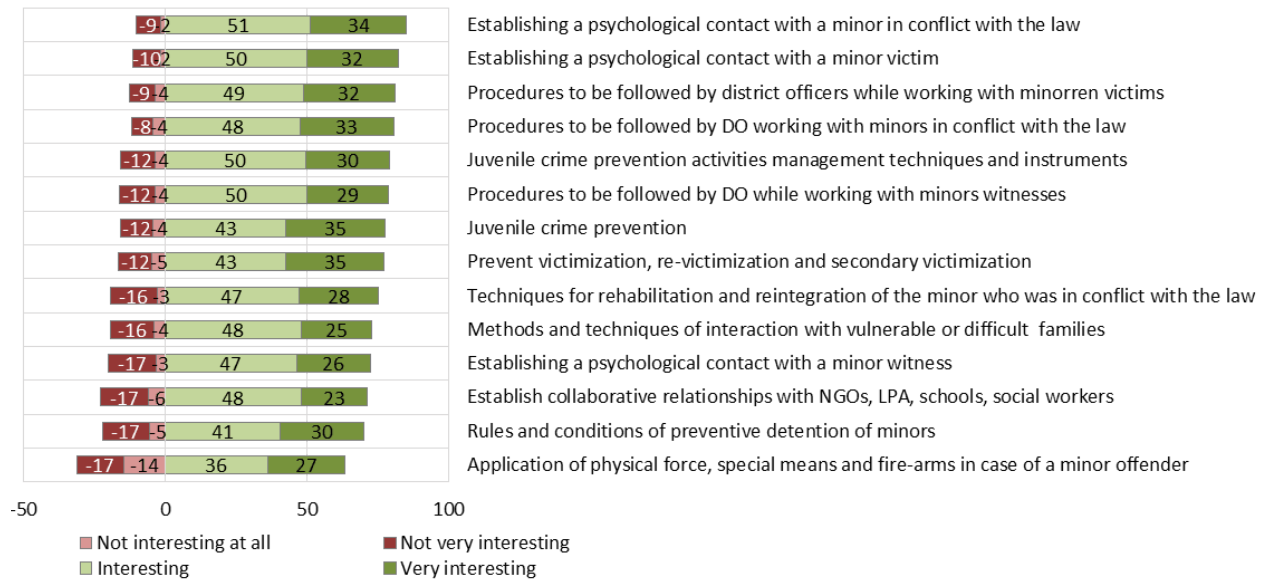 -9 -2 51 34 Establishing a psychological contact with a minor in conflict with the law
-10 -2 50 32 Establishing a psychological contact with a minor victim
-9 -4 49 32 Procedures to be followed by district officers while working with minorren victims
-8 -4 48 33 Procedures to be followed by DO working with minors in conflict with the law
-12 -4 50 30 Juvenile crime prevention activities management techniques and instruments
-12 -4 50 29 Procedures to be followed by DO while working with minors witnesses
-12 -4 43 35 Juvenile crime prevention
-12 -5 43 35 Prevent victimization, re-victimization and secondary victimization
-16 -3 47 28 Techniques for rehabilitation and reintegration of the minor who was in conflict with the law
-16 -4 48 25 Methods and techniques of interaction with vulnerable or difficult families
-17 -3 47 26 Establishing a psychological contact with a minor witness
-17 -6 48 23 Establish collaborative relationships with NGOs, LPA, schools, social workers
-17 -5 41 30 Rules and conditions of preventive detention of minors
-17 -14 36 27 Application of physical force, special means and fire-arms in case of a minor offender
-50 0 50 100
Not interesting at all Not very interesting
Interesting Very interesting